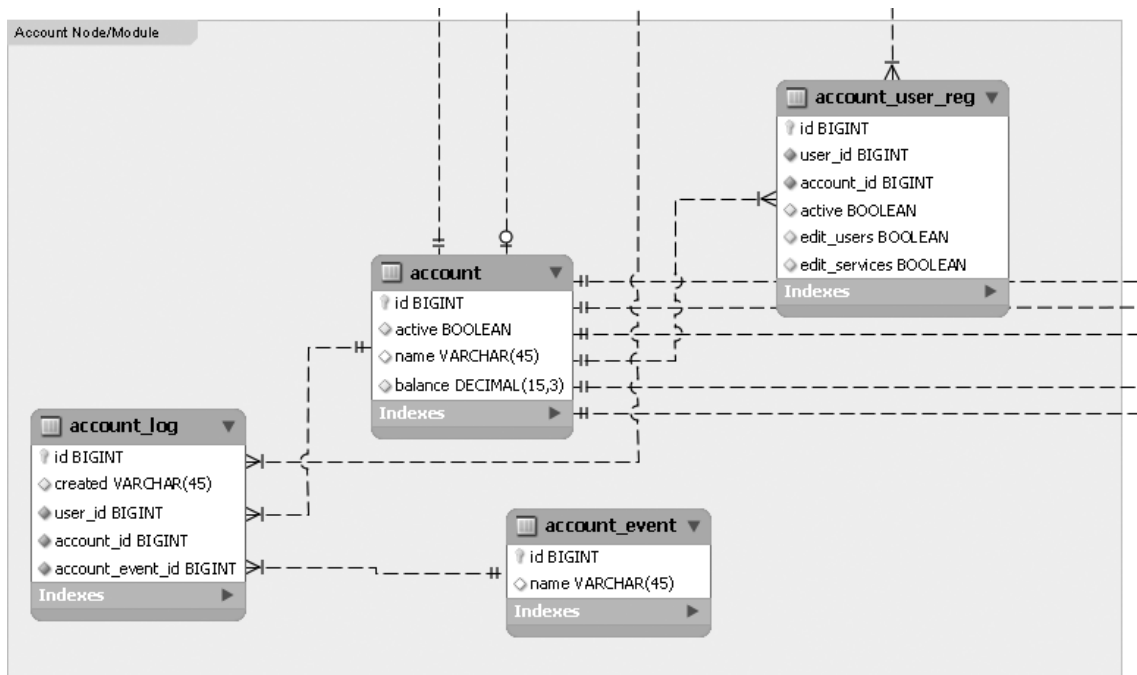 Account Node/Module
account_user_reg
id BIGINT
user_id BIGINT
account_id BIGINT
active BOOLEAN
edit_users BOOLEAN
edit_services BOOLEAN
Indexes
account
id BIGINT
active BOOLEAN
name VARCHAR(45)
balance DECIMAL(15,3)
Indexes
account_log
id BIGINT
created VARCHAR(45)
user_id BIGINT
account_id BIGINT
account_event_id BIGINT
Indexes
account_event
id BIGINT
name VARCHAR(45)
Indexes